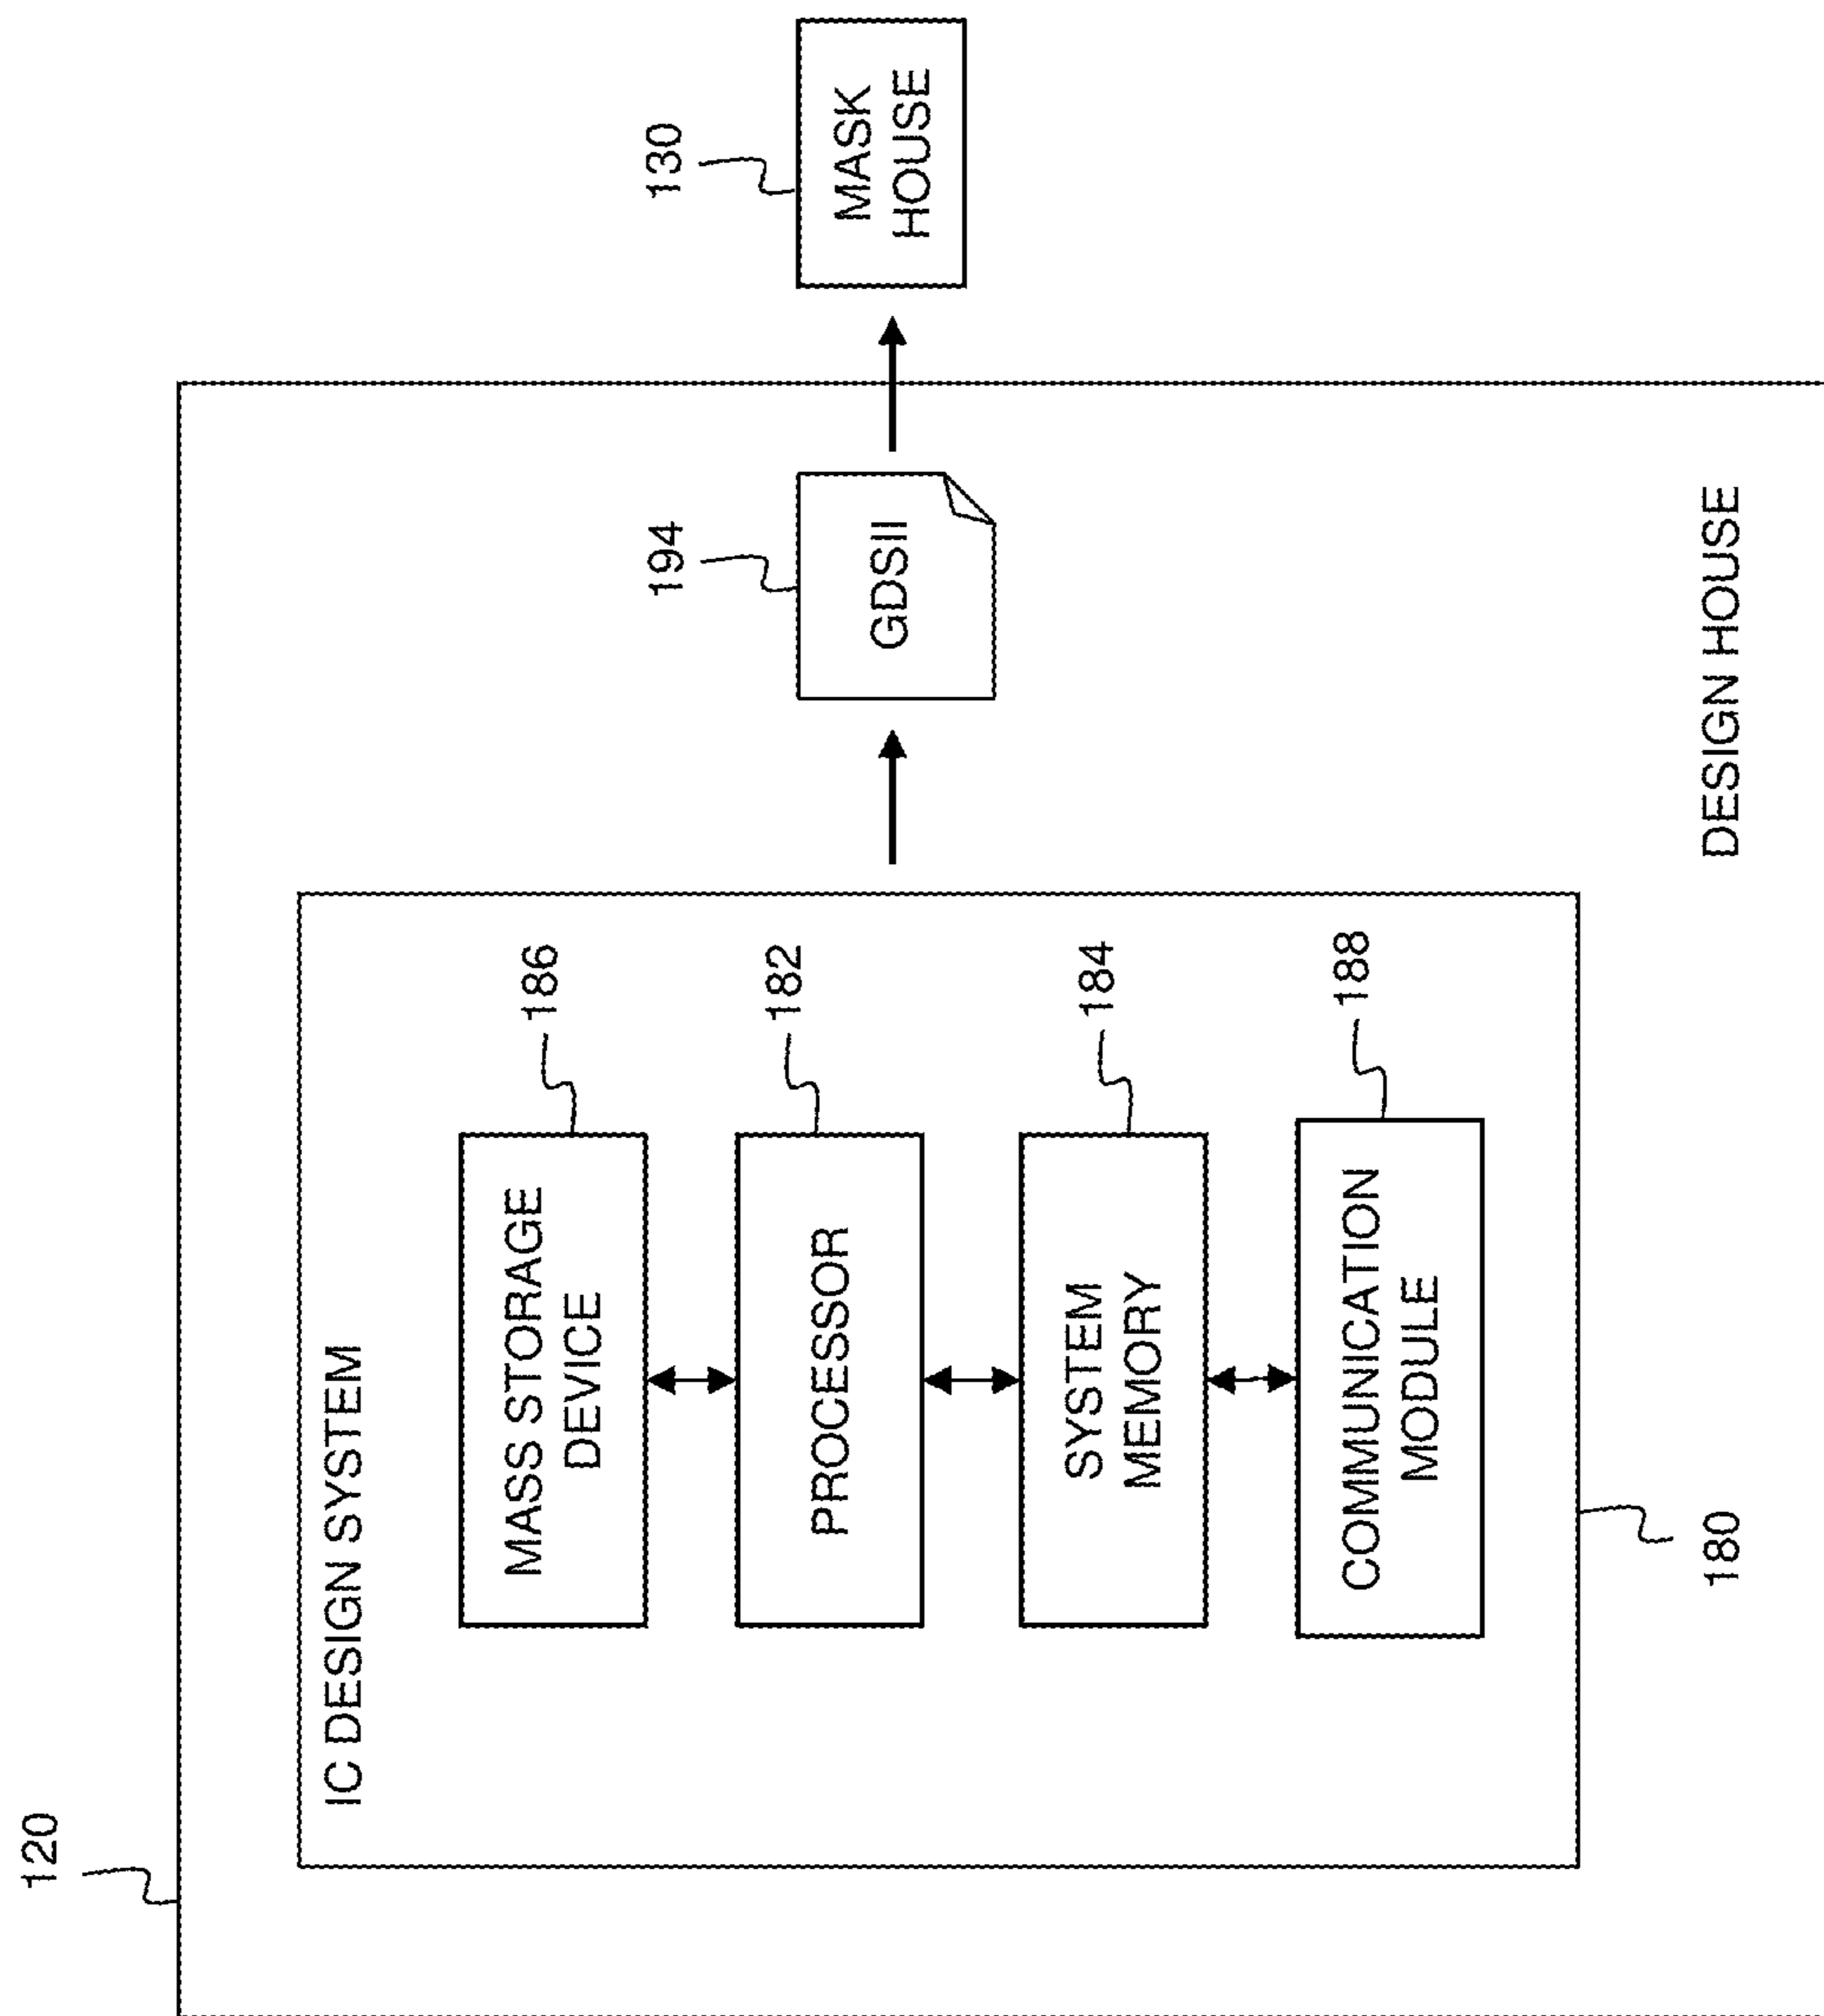 120
IC DESIGN SYSTEM
MASS STORAGE
DEVICE
186
PROCESSOR
182
SYSTEM
MEMORY
184
COMMUNICATION
MODULE
188
180
194
GDSII
DESIGN HOUSE
130
MASK
HOUSE